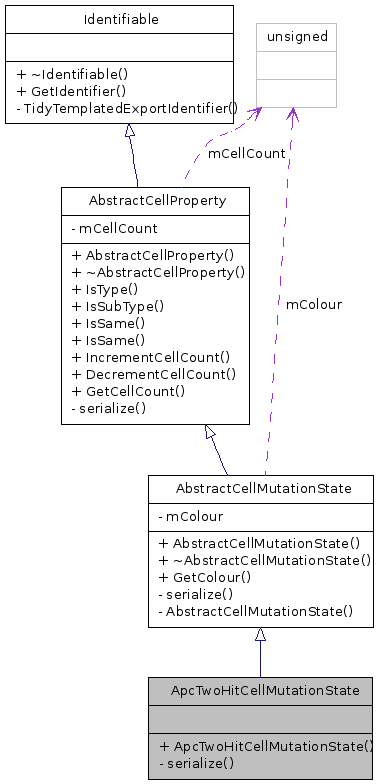 Identifiable
+ ~Identifiable()
+ GetIdentifier()
- TidyTemplatedExportIdentifier()
unsigned
mCellCount
AbstractCellProperty
- mCellCount
+ AbstractCellProperty()
+ ~AbstractCellProperty()
+ IsType()
+ IsSubType()
+ IsSame()
+ IsSame()
+ IncrementCellCount()
+ DecrementCellCount()
+ GetCellCount()
- serialize()
mColour
AbstractCellMutationState
- mColour
+ AbstractCellMutationState()
+ ~AbstractCellMutationState()
+ GetColour()
- serialize()
- AbstractCellMutationState()
ApcTwoHitCellMutationState
+ ApcTwoHitCellMutationState()
- serialize()